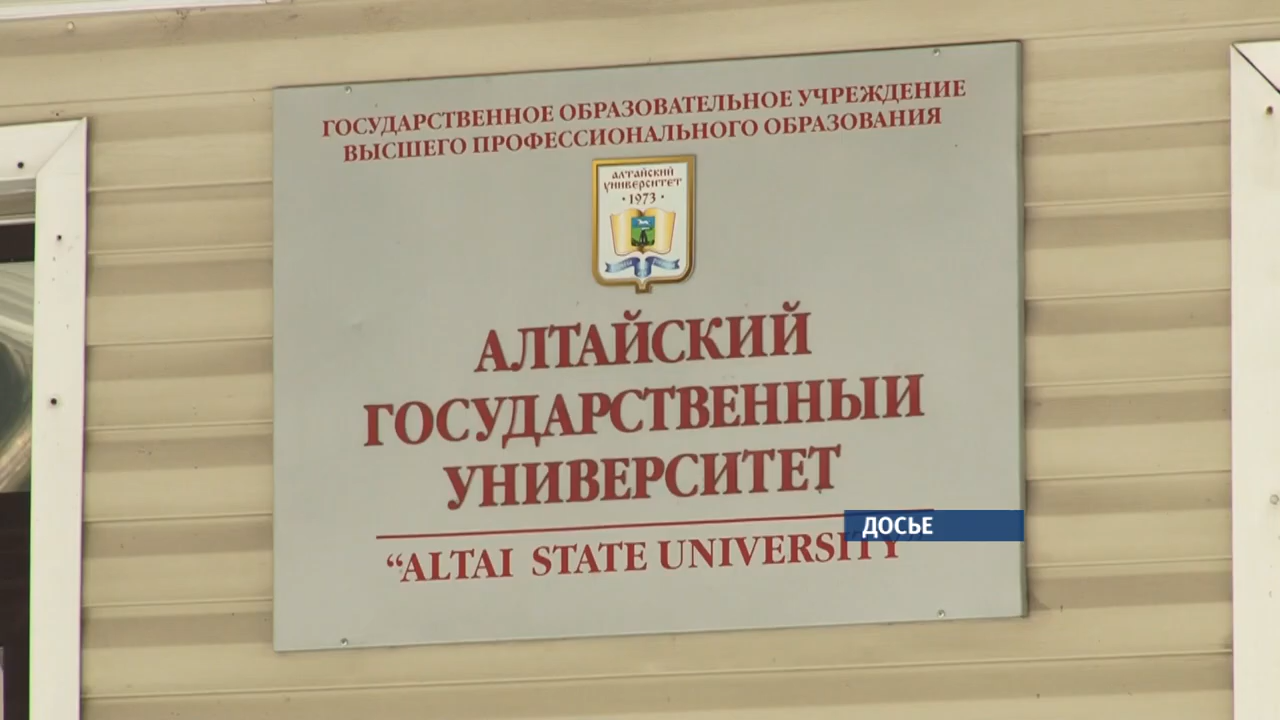 ГОСУДАРСТВЕННОЕ ОБРАЗОВАТЕЛЬНОЕ УЧРЕЖДЕНИЕ
ВЫСШЕГО ПРОФЕССИОНАЛЬНОГО ОБРАЗОВАНИЯ
АЛТАЙСКИЙ
УНИВЕРСИТЕТ
• 1973 •
АЛТАЙСКИЙ
ГОСУДАРСТВЕННЫЙ
УНИВЕРСИТЕТ
ДОСЬЕ
“ALTAI STATE UNIVERSITY”